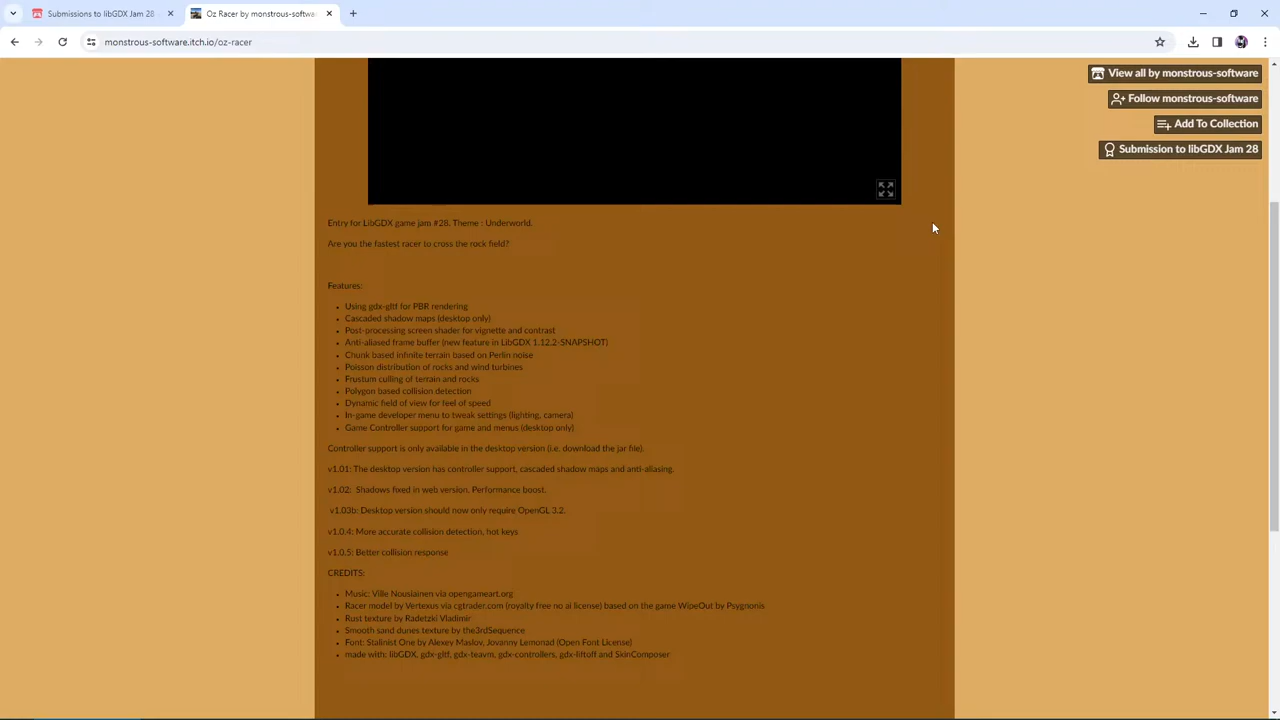 Submissions to libGDX Jam 28
Oz Racer by monstrous-softwa
monstrous-software.itch.io/oz-racer
View all by monstrous-software
Follow monstrous-software
Add To Collection
Submission to libGDX Jam 28
Entry for LibGDX game jam #28. Theme : Underworld.
Are you the fastest racer to cross the rock field?
Features:
Using gdx-gltf for PBR rendering
Cascaded shadow maps (desktop only)
Post-processing screen shader for vignette and contrast
Anti-aliased frame buffer (new feature in LibGDX 1.12.2-SNAPSHOT)
Chunk based infinite terrain based on Perlin noise
Poisson distribution of rocks and wind turbines
Frustum culling of terrain and rocks
Polygon based collision detection
Dynamic field of view for feel of speed
In-game developer menu to tweak settings (lighting, camera)
Game Controller support for game and menus (desktop only)
Controller support is only available in the desktop version (i.e. download the jar file).
v1.01: The desktop version has controller support, cascaded shadow maps and anti-aliasing.
v1.02: Shadows fixed in web version. Performance boost.
v1.03b: Desktop version should now only require OpenGL 3.2.
v1.0.4: More accurate collision detection, hot keys
v1.0.5: Better collision response
CREDITS:
Music: Ville Nousiainen via opengameart.org
Racer model by Vertexus via cgtrader.com (royalty free no ai license) based on the game WipeOut by Psygnonis
Rust texture by Radetzki Vladimir
Smooth sand dunes texture by the3rdSequence
Font: Stalinist One by Alexey Maslov, Jovanny Lemonad (Open Font License)
made with: libGDX, gdx-gltf, gdx-teavm, gdx-controllers, gdx-liftoff and SkinComposer